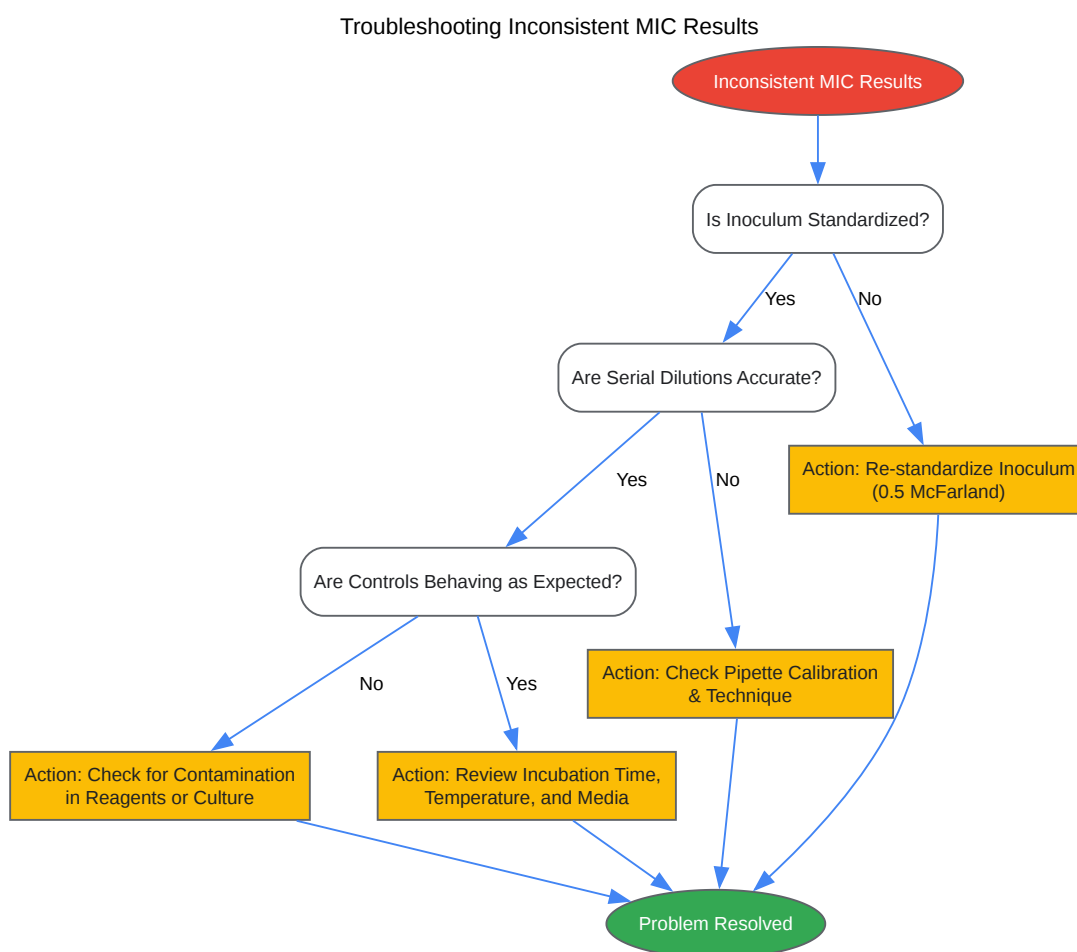 Troubleshooting Inconsistent MIC Results
Inconsistent MIC Results
Is Inoculum Standardized?
Yes
No
Are Serial Dilutions Accurate?
Action: Re-standardize Inoculum
(0.5 McFarland)
Yes
No
Are Controls Behaving as Expected?
Action: Check Pipette Calibration
& Technique
No
Yes
Action: Check for Contamination
in Reagents or Culture
Action: Review Incubation Time,
Temperature, and Media
Problem Resolved